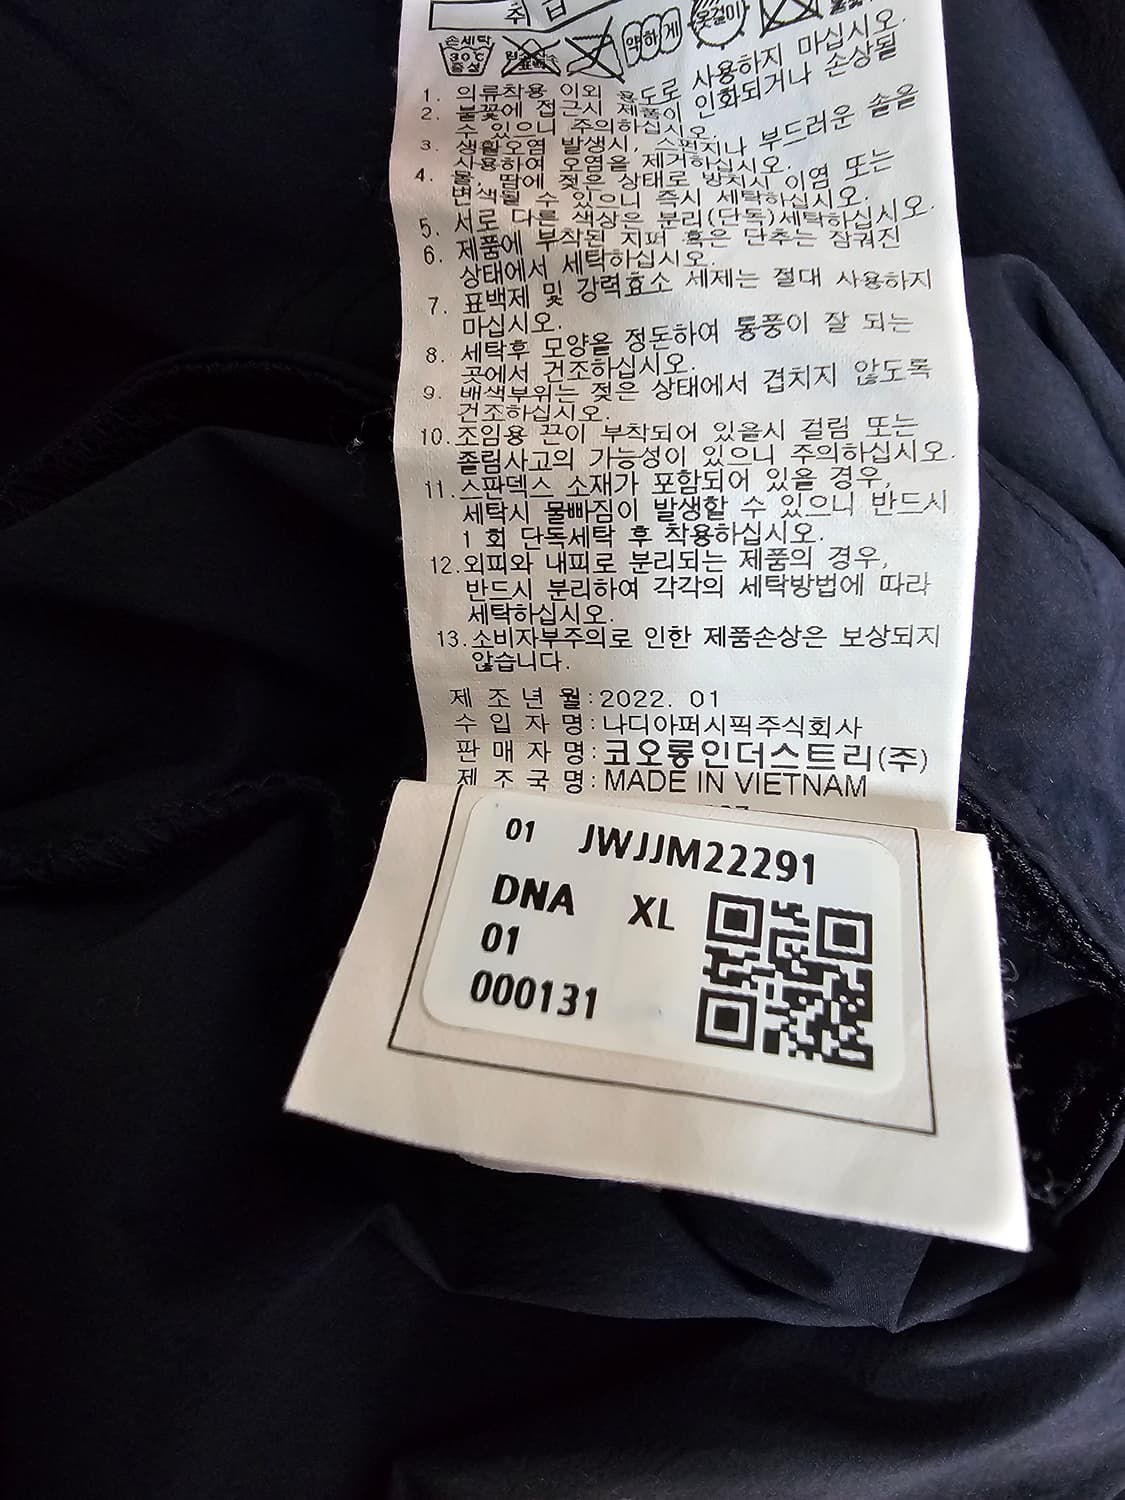 취 급
손세탁
30℃
중성
염소산소
표백
약하게
옷걸이
1. 의류착용 이외 용도로 사용하지 마십시오.
2. 불꽃에 접근시 제품이 인화되거나 손상될
수 있으니 주의하십시오.
3. 생활오염 발생시, 스펀지나 부드러운 솔을
사용하여 오염을 제거하십시오.
4. 물, 땀에 젖은 상태로 방치시 이염 또는
변색될 수 있으니 즉시 세탁하십시오.
5. 서로 다른 색상은 분리(단독)세탁하십시오.
6. 제품에 부착된 지퍼 혹은 단추는 잠궈진
상태에서 세탁하십시오.
7. 표백제 및 강력효소 세제는 절대 사용하지
마십시오.
8. 세탁후 모양을 정돈하여 통풍이 잘 되는
곳에서 건조하십시오.
9. 배색부위는 젖은 상태에서 겹치지 않도록
건조하십시오.
10. 조임용 끈이 부착되어 있을시 걸림 또는
졸림사고의 가능성이 있으니 주의하십시오.
11. 스판덱스 소재가 포함되어 있을 경우,
세탁시 물빠짐이 발생할 수 있으니 반드시
1 회 단독세탁 후 착용하십시오.
12. 외피와 내피로 분리되는 제품의 경우,
반드시 분리하여 각각의 세탁방법에 따라
세탁하십시오.
13. 소비자부주의로 인한 제품손상은 보상되지
않습니다.
제 조 년 월 : 2022. 01
수 입 자 명 : 나디아퍼시픽주식회사
판 매 자 명 : 코오롱인더스트리(주)
제 조 국 명 : MADE IN VIETNAM
01 JWJJM22291
DNA XL
01
000131